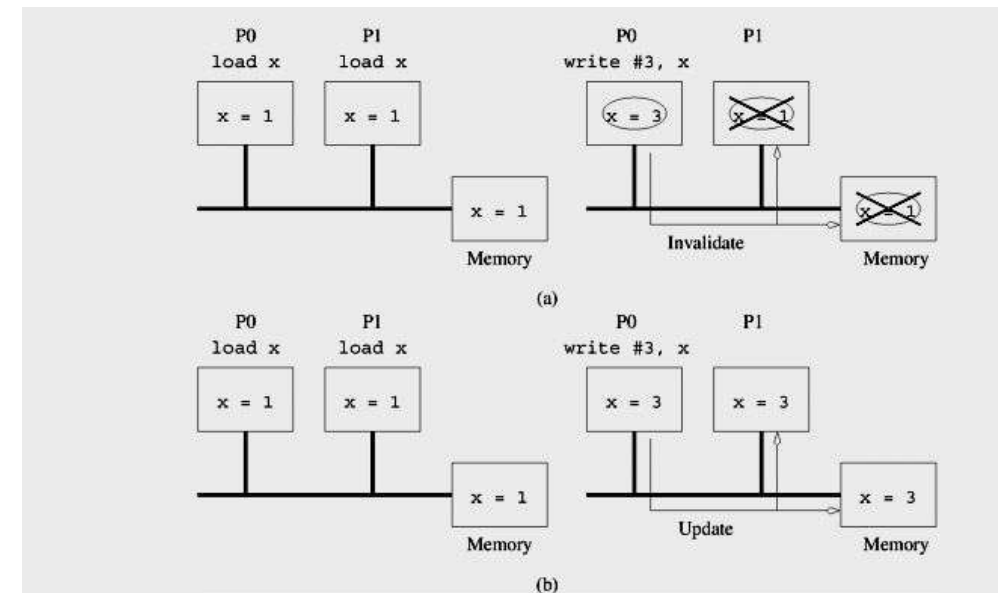 P0 P1 P0 P1
load x load x write #3, x
x = 1 x = 1 x = 3 x = 1
x = 1 x = 1
Invalidate
Memory Memory
(a)
P0 P1 P0 P1
load x load x write #3, x
x = 1 x = 1 x = 3 x = 3
x = 1 x = 3
Update
Memory Memory
(b)